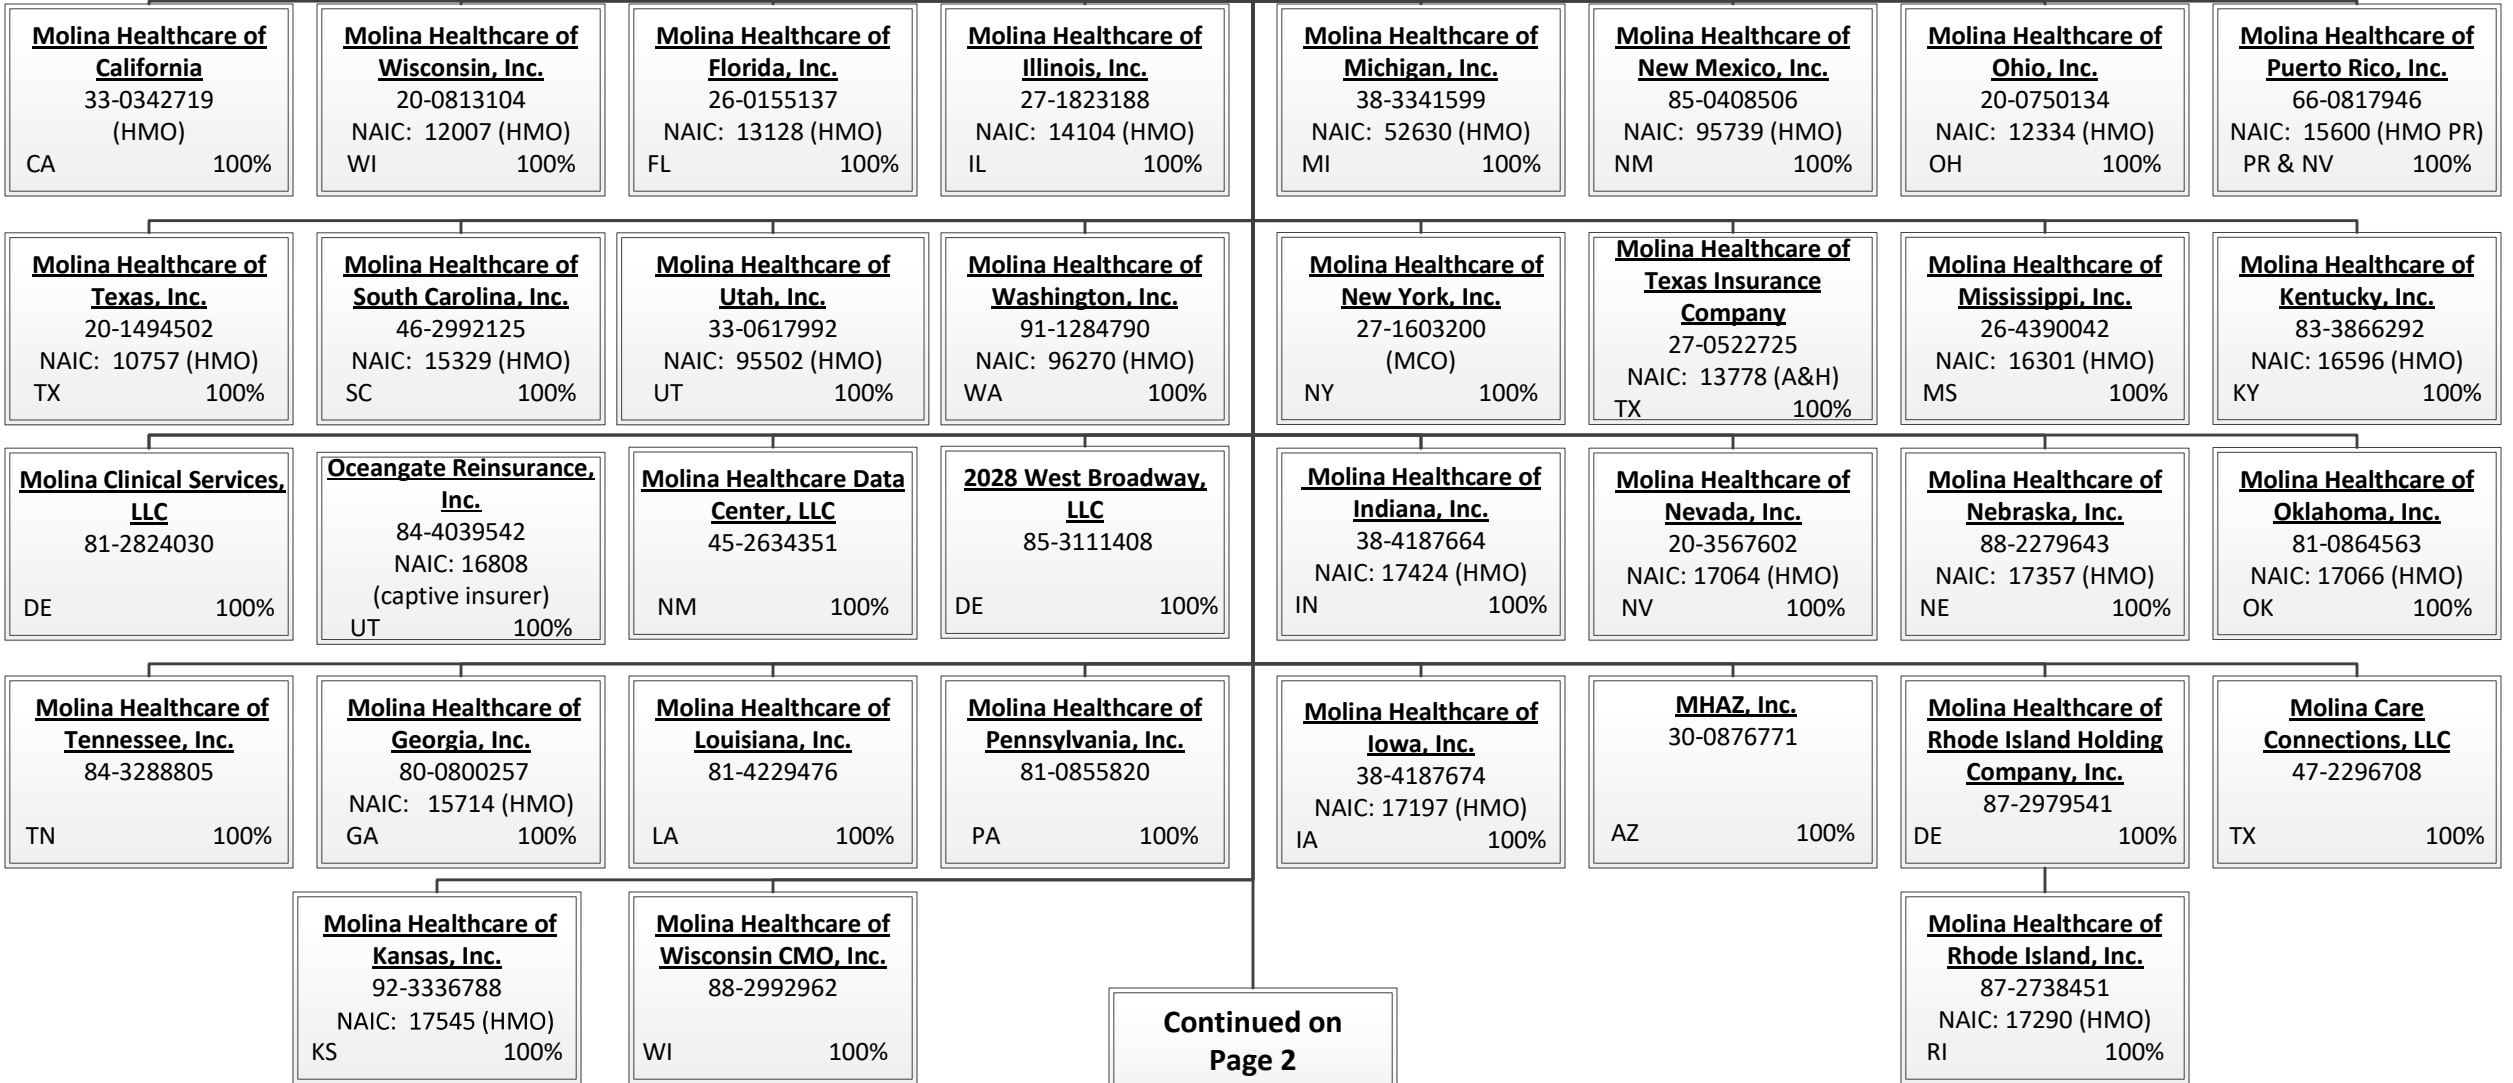 Molina Healthcare of
California
33-0342719
(HMO)
CA 100%
Molina Healthcare of
Wisconsin, Inc.
20-0813104
NAIC: 12007 (HMO)
WI 100%
Molina Healthcare of
Florida, Inc.
26-0155137
NAIC: 13128 (HMO)
FL 100%
Molina Healthcare of
Illinois, Inc.
27-1823188
NAIC: 14104 (HMO)
IL 100%
Molina Healthcare of
Michigan, Inc.
38-3341599
NAIC: 52630 (HMO)
MI 100%
Molina Healthcare of
New Mexico, Inc.
85-0408506
NAIC: 95739 (HMO)
NM 100%
Molina Healthcare of
Ohio, Inc.
20-0750134
NAIC: 12334 (HMO)
OH 100%
Molina Healthcare of
Puerto Rico, Inc.
66-0817946
NAIC: 15600 (HMO PR)
PR & NV 100%
Molina Healthcare of
Texas, Inc.
20-1494502
NAIC: 10757 (HMO)
TX 100%
Molina Healthcare of
South Carolina, Inc.
46-2992125
NAIC: 15329 (HMO)
SC 100%
Molina Healthcare of
Utah, Inc.
33-0617992
NAIC: 95502 (HMO)
UT 100%
Molina Healthcare of
Washington, Inc.
91-1284790
NAIC: 96270 (HMO)
WA 100%
Molina Healthcare of
New York, Inc.
27-1603200
(MCO)
NY 100%
Molina Healthcare of
Texas Insurance
Company
27-0522725
NAIC: 13778 (A&H)
TX 100%
Molina Healthcare of
Mississippi, Inc.
26-4390042
NAIC: 16301 (HMO)
MS 100%
Molina Healthcare of
Kentucky, Inc.
83-3866292
NAIC: 16596 (HMO)
KY 100%
Molina Clinical Services,
LLC
81-2824030
DE 100%
Oceangate Reinsurance,
Inc.
84-4039542
NAIC: 16808
(captive insurer)
UT 100%
Molina Healthcare Data
Center, LLC
45-2634351
NM 100%
2028 West Broadway,
LLC
85-3111408
DE 100%
Molina Healthcare of
Indiana, Inc.
38-4187664
NAIC: 17424 (HMO)
IN 100%
Molina Healthcare of
Nevada, Inc.
20-3567602
NAIC: 17064 (HMO)
NV 100%
Molina Healthcare of
Nebraska, Inc.
88-2279643
NAIC: 17357 (HMO)
NE 100%
Molina Healthcare of
Oklahoma, Inc.
81-0864563
NAIC: 17066 (HMO)
OK 100%
Molina Healthcare of
Tennessee, Inc.
84-3288805
TN 100%
Molina Healthcare of
Georgia, Inc.
80-0800257
NAIC: 15714 (HMO)
GA 100%
Molina Healthcare of
Louisiana, Inc.
81-4229476
LA 100%
Molina Healthcare of
Pennsylvania, Inc.
81-0855820
PA 100%
Molina Healthcare of
Iowa, Inc.
38-4187674
NAIC: 17197 (HMO)
IA 100%
MHAZ, Inc.
30-0876771
AZ 100%
Molina Healthcare of
Rhode Island Holding
Company, Inc.
87-2979541
DE 100%
Molina Care
Connections, LLC
47-2296708
TX 100%
Molina Healthcare of
Kansas, Inc.
92-3336788
NAIC: 17545 (HMO)
KS 100%
Molina Healthcare of
Wisconsin CMO, Inc.
88-2992962
WI 100%
Continued on
Page 2
Molina Healthcare of
Rhode Island, Inc.
87-2738451
NAIC: 17290 (HMO)
RI 100%